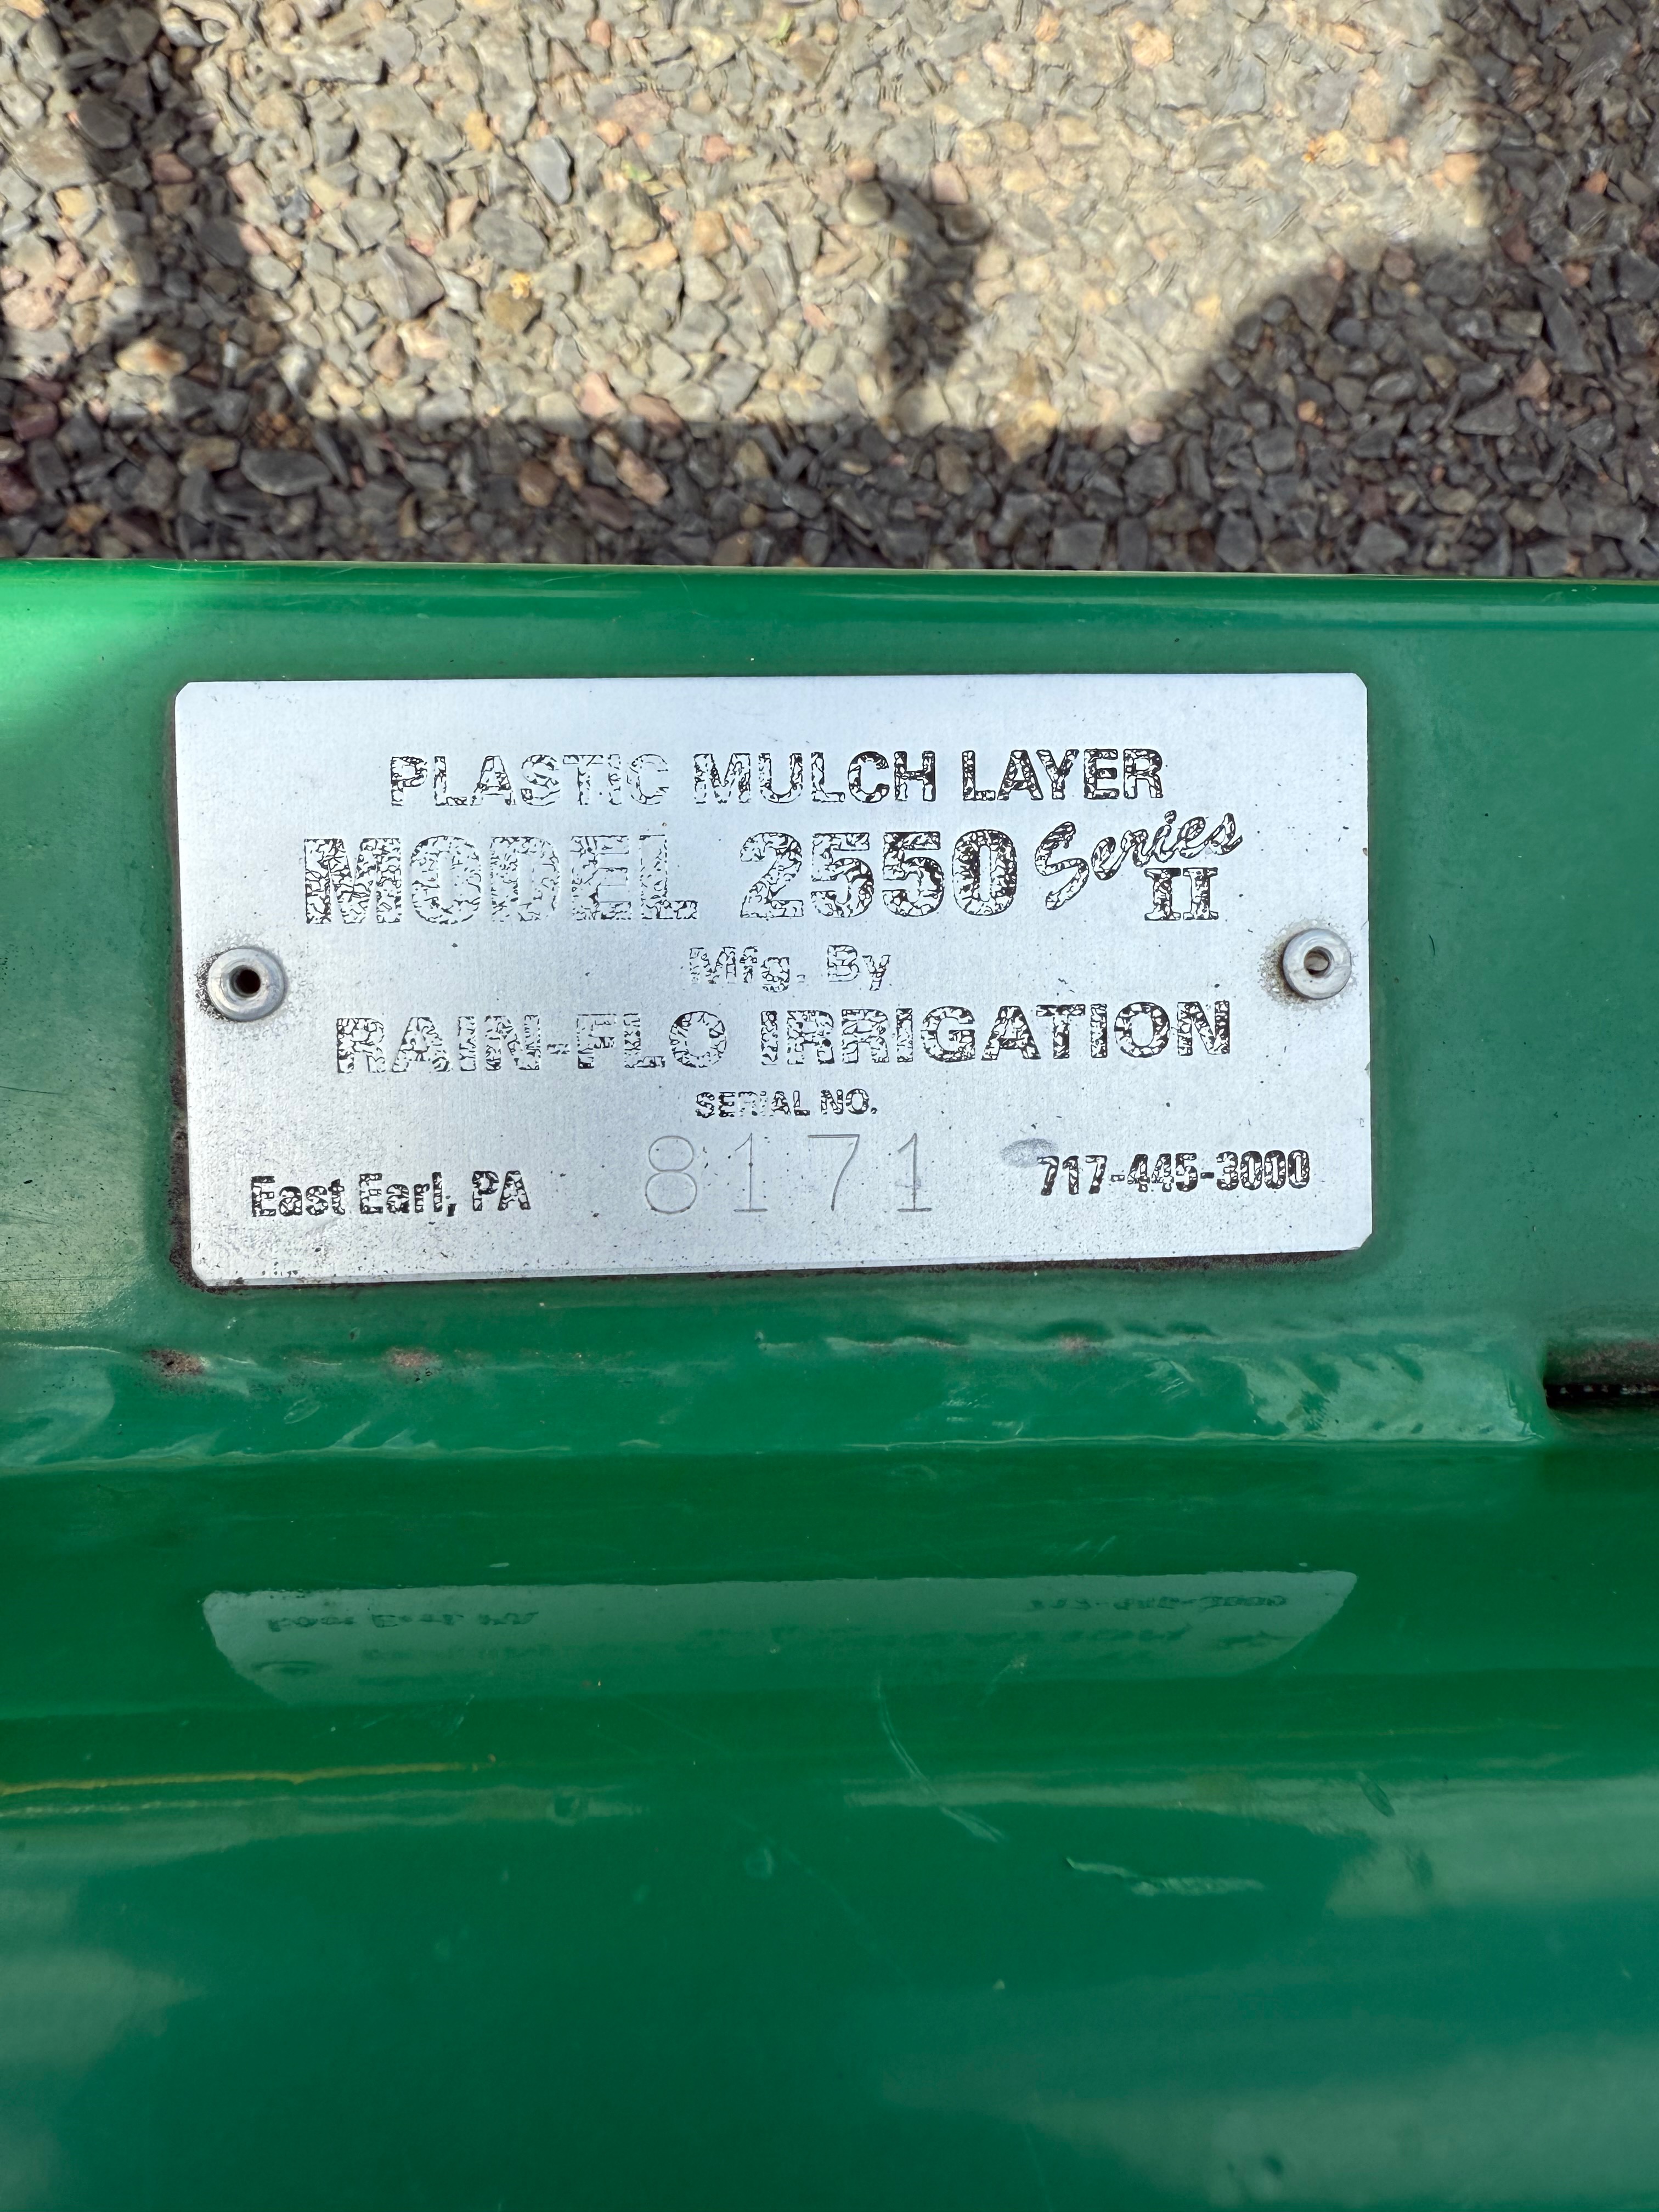 PLASTIC MULCH LAYER
MODEL 2550 Series II
Mfg. By
RAIN-FLO IRRIGATION
SERIAL NO.
East Earl, PA 8171 717-445-3000